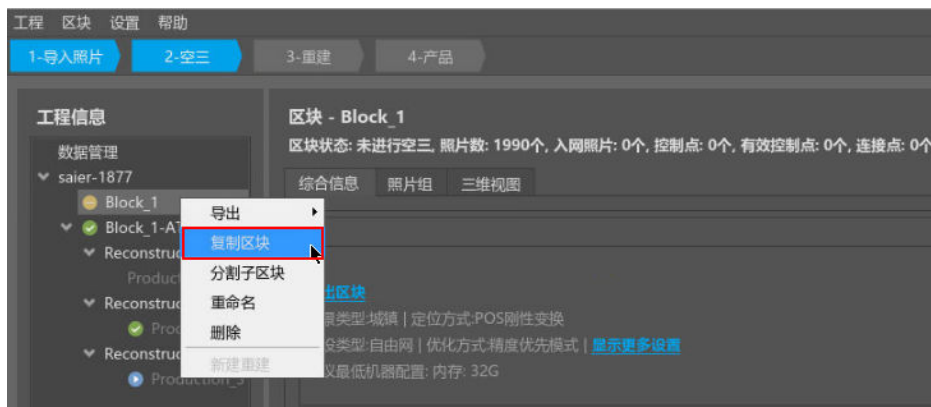 工程 区块 设置 帮助
1-导入照片 2-空三 3-重建 4-产品
工程信息
数据管理
saier-1877
Block_1
Block_1-AT
Reconstruc
Produc
Reconstruc
Pro
Reconstruc
Production_3
导出
复制区块
分割子区块
重命名
删除
新建重建
区块 - Block_1
区块状态: 未进行空三, 照片数: 1990个, 入网照片: 0个, 控制点: 0个, 有效控制点: 0个, 连接点: 0个
综合信息 照片组 三维视图
出区块
景类型:城镇 | 定位方式:POS刚性变换
设类型:自由网 | 优化方式:精度优先模式 | 显示更多设置
议最低机器配置: 内存: 32G